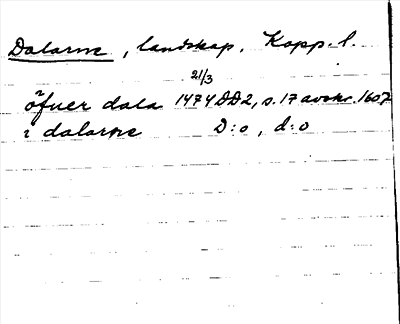 Dalarne, landskap, Kopp. l.
21/3
öfuer dala 1474 DD2, s. 17 avskr. 1607
i dalarne D:o, d:o